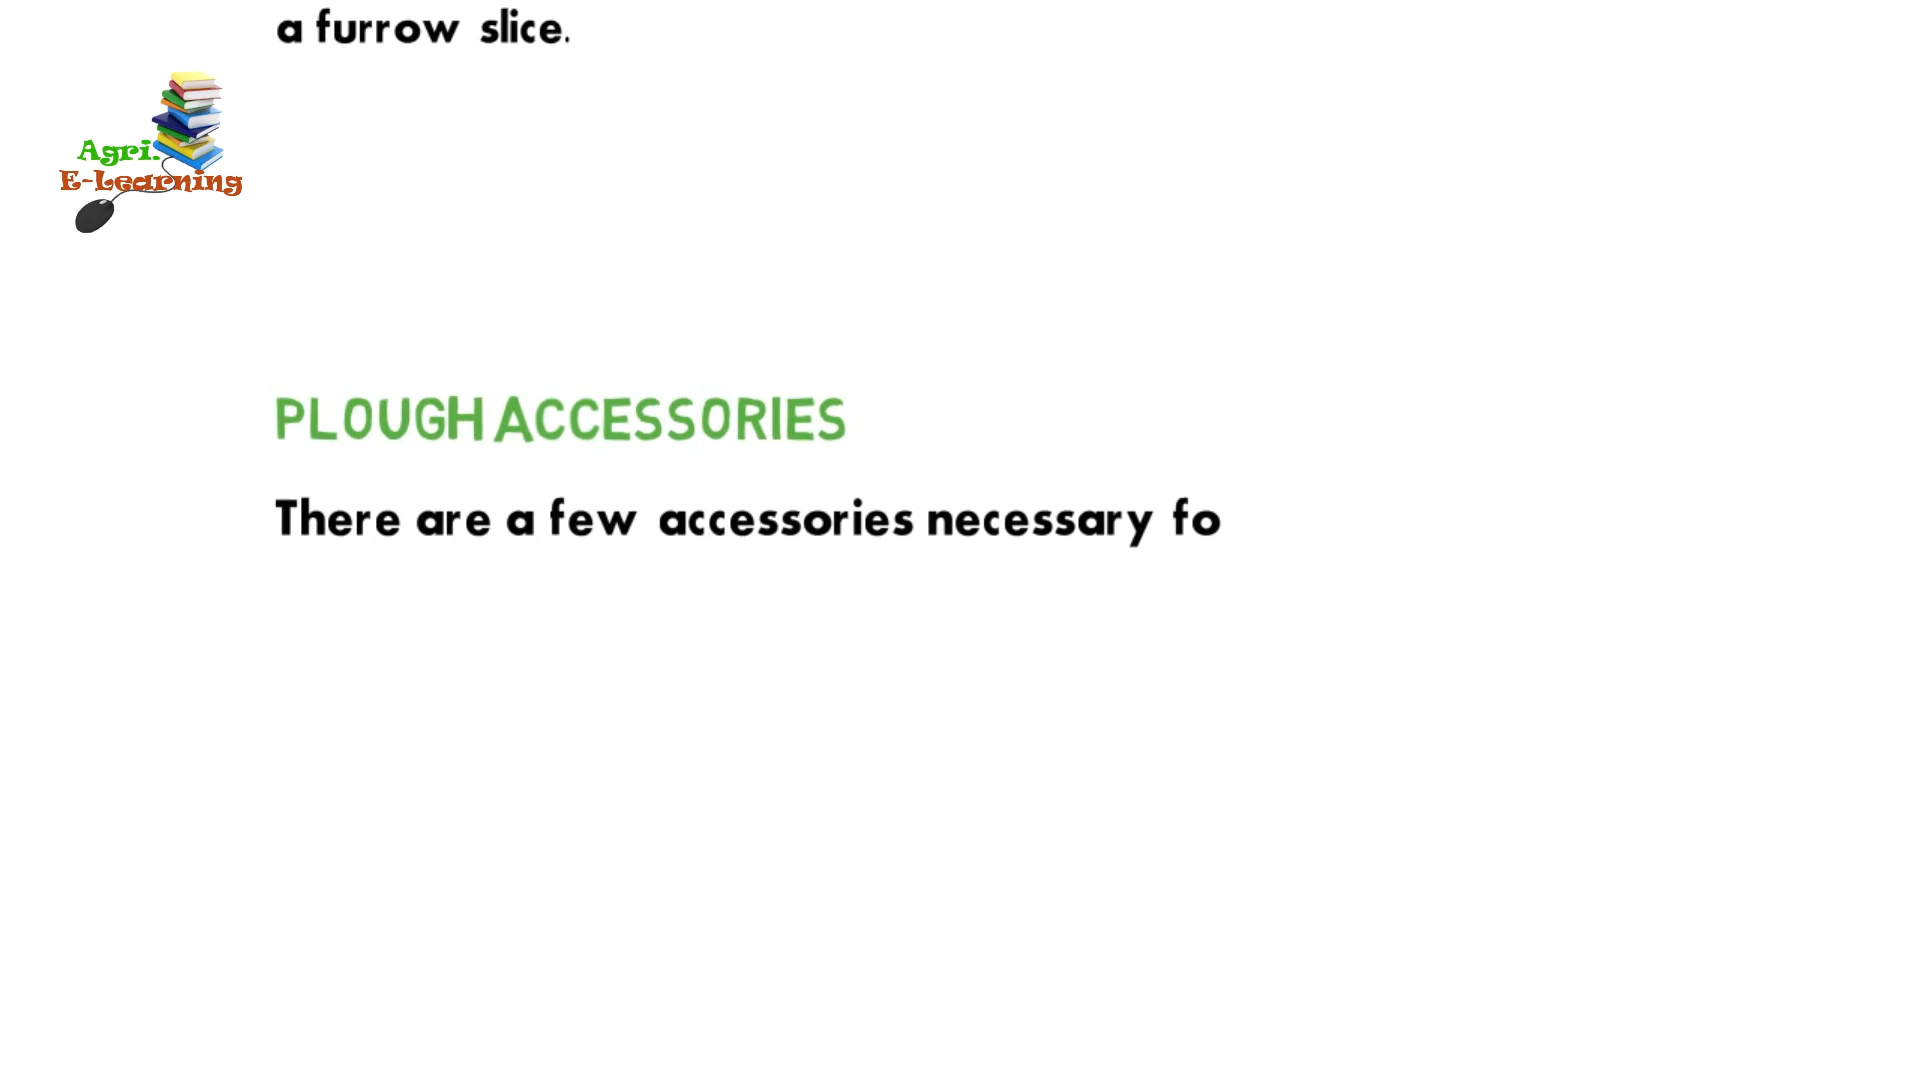 a furrow slice.
Agri.
E-Learning
PLOUGH ACCESSORIES
There are a few accessories necessary fo